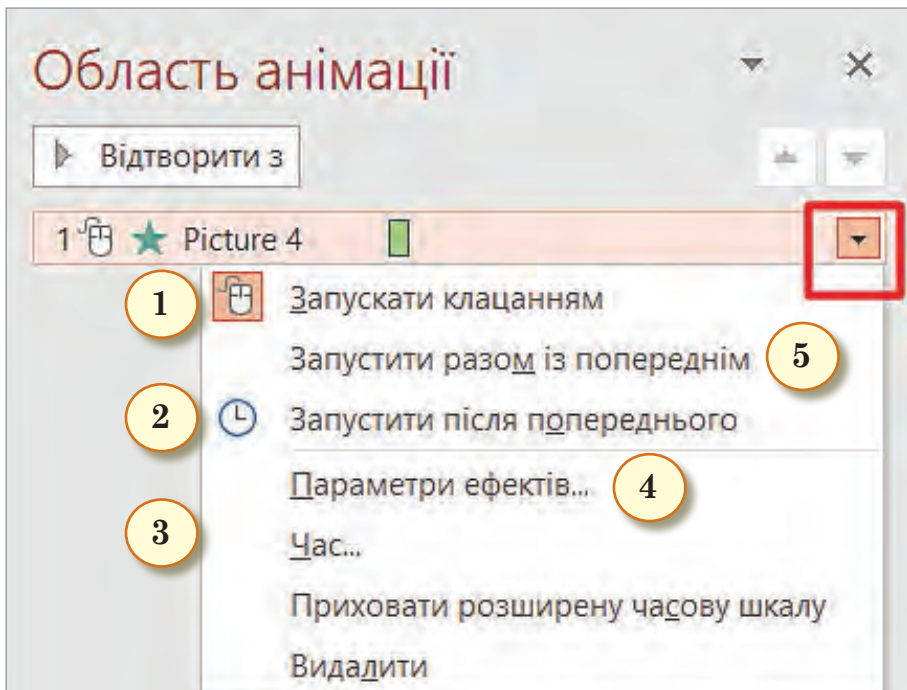 Область анімації
Відтворити з
1 Picture 4
1 Запускати клацанням
Запустити разом із попереднім 5
2 Запустити після попереднього
Параметри ефектів... 4
3 Час...
Приховати розширену часову шкалу
Видалити